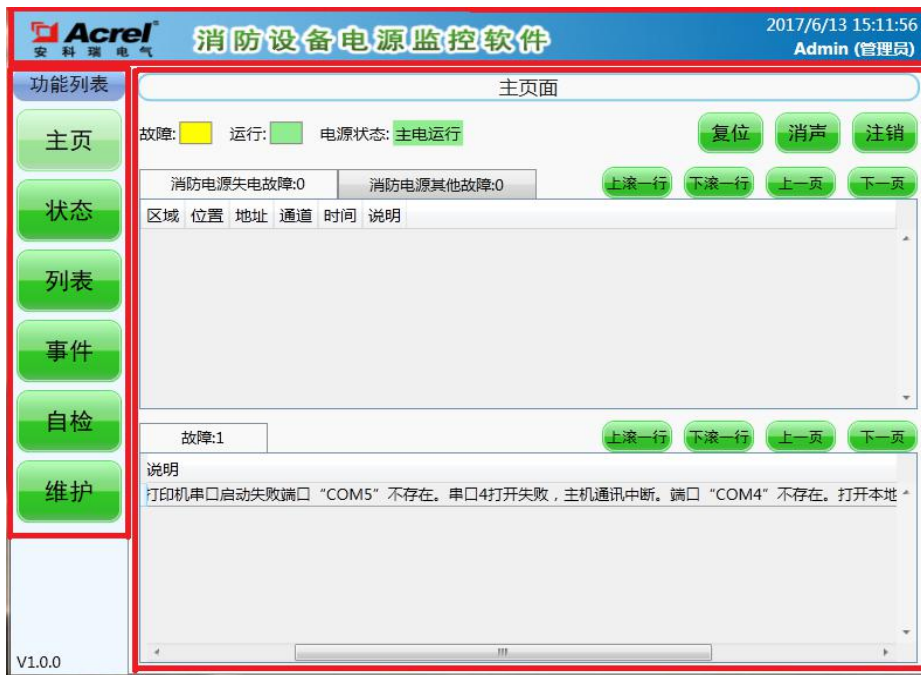 Acrel
安科瑞电气
消防设备电源监控软件
2017/6/13 15:11:56
Admin (管理员)
功能列表
主页
状态
列表
事件
自检
维护
V1.0.0
主页面
故障: 运行: 电源状态: 主电运行
复位 消声 注销
消防电源失电故障:0 消防电源其他故障:0 上滚一行 下滚一行 上一页 下一页
区域 位置 地址 通道 时间 说明
故障:1 上滚一行 下滚一行 上一页 下一页
说明
打印机串口启动失败端口“COM5”不存在。串口4打开失败，主机通讯中断。端口“COM4”不存在。打开本地